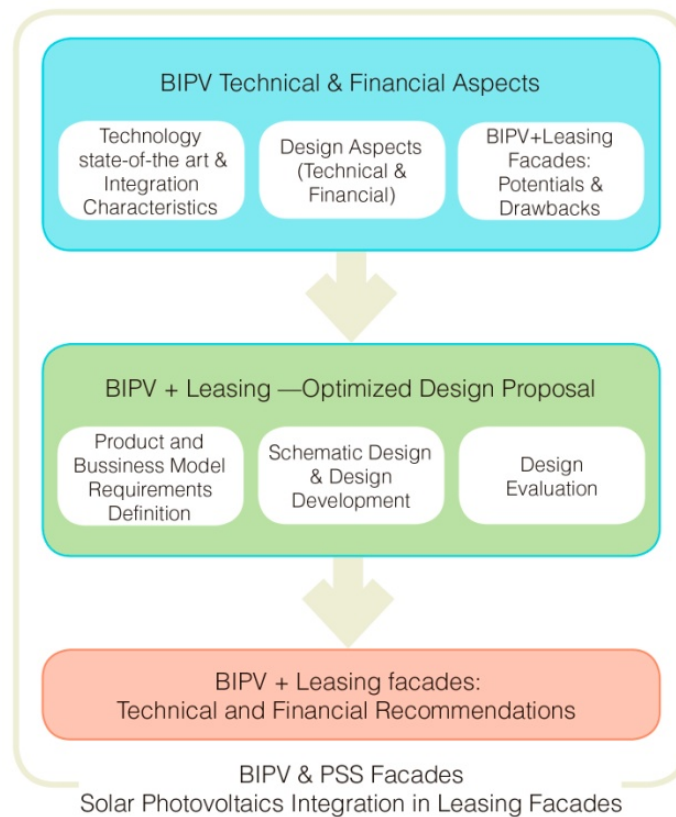 BIPV Technical & Financial Aspects
Technology
state-of-the art &
Integration
Characteristics
Design Aspects
(Technical &
Financial)
BIPV+Leasing
Facades:
Potentials &
Drawbacks
BIPV + Leasing —Optimized Design Proposal
Product and
Bussiness Model
Requirements
Definition
Schematic Design
& Design
Development
Design
Evaluation
BIPV + Leasing facades:
Technical and Financial Recommendations
BIPV & PSS Facades
Solar Photovoltaics Integration in Leasing Facades